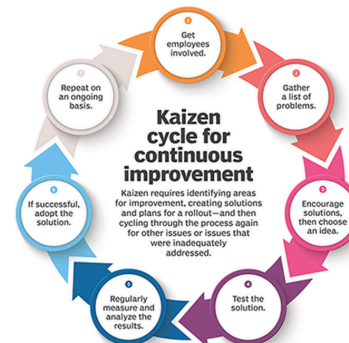 1
Get
employees
involved.
2
Gather
a list of
problems.
3
Encourage
solutions,
then choose
an idea.
4
Test the
solution.
5
Regularly
measure and
analyze the
results.
6
If successful,
adopt the
solution.
7
Repeat on
an ongoing
basis.
Kaizen
cycle for
continuous
improvement
Kaizen requires identifying areas
for improvement, creating solutions
and plans for a rollout—and then
cycling through the process again
for other issues or issues that
were inadequately
addressed.